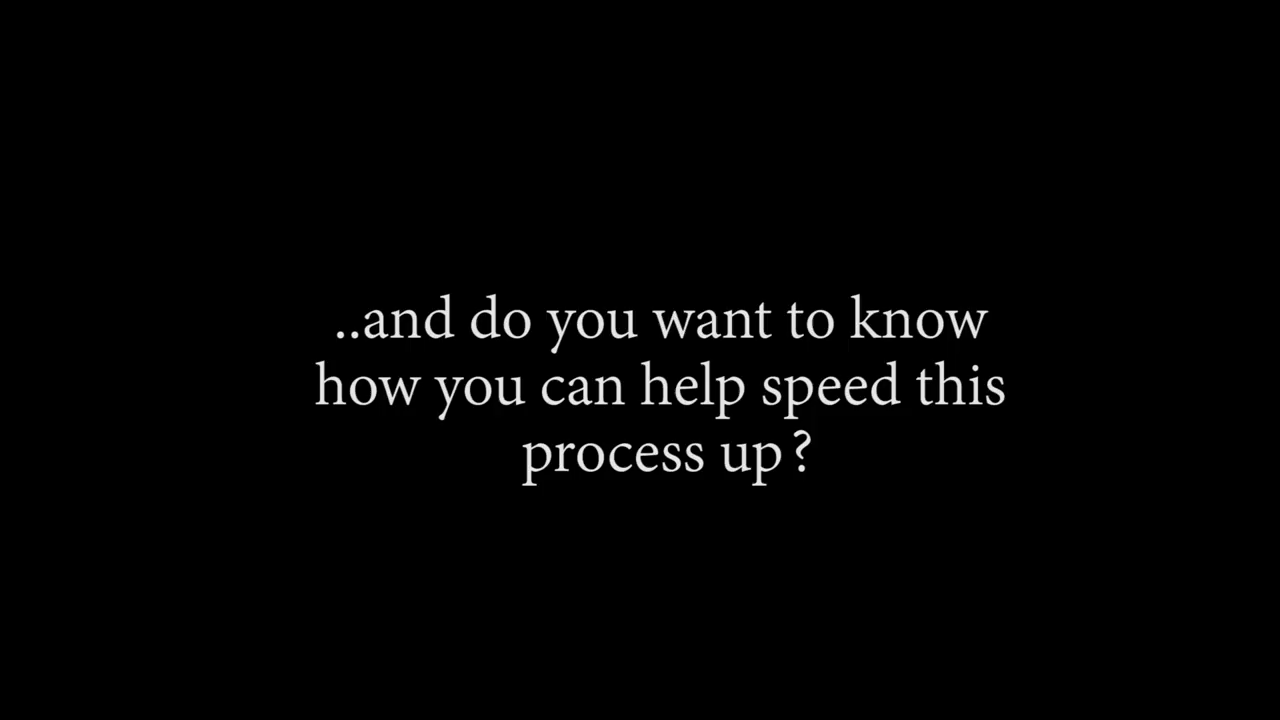 ..and do you want to know
how you can help speed this
process up?